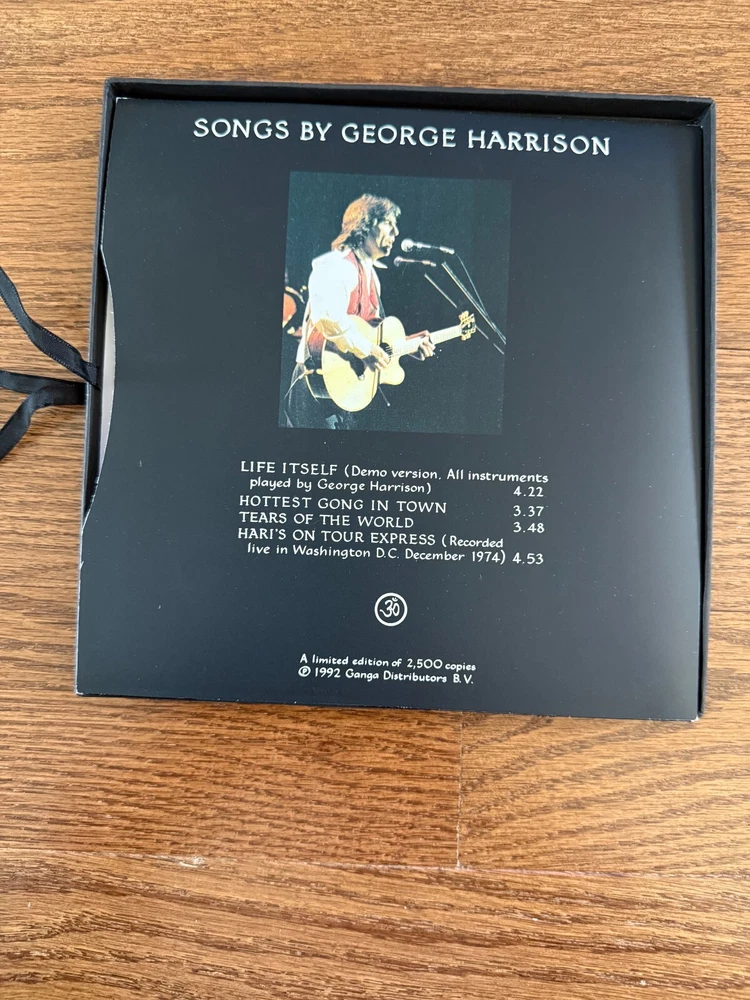 SONGS BY GEORGE HARRISON
LIFE ITSELF (Demo version. All instruments
played by George Harrison) 4.22
HOTTEST GONG IN TOWN 3.37
TEARS OF THE WORLD 3.48
HARI'S ON TOUR EXPRESS (Recorded
live in Washington D.C. December 1974) 4.53
ॐ
A limited edition of 2,500 copies
℗ 1992 Ganga Distributors B.V.